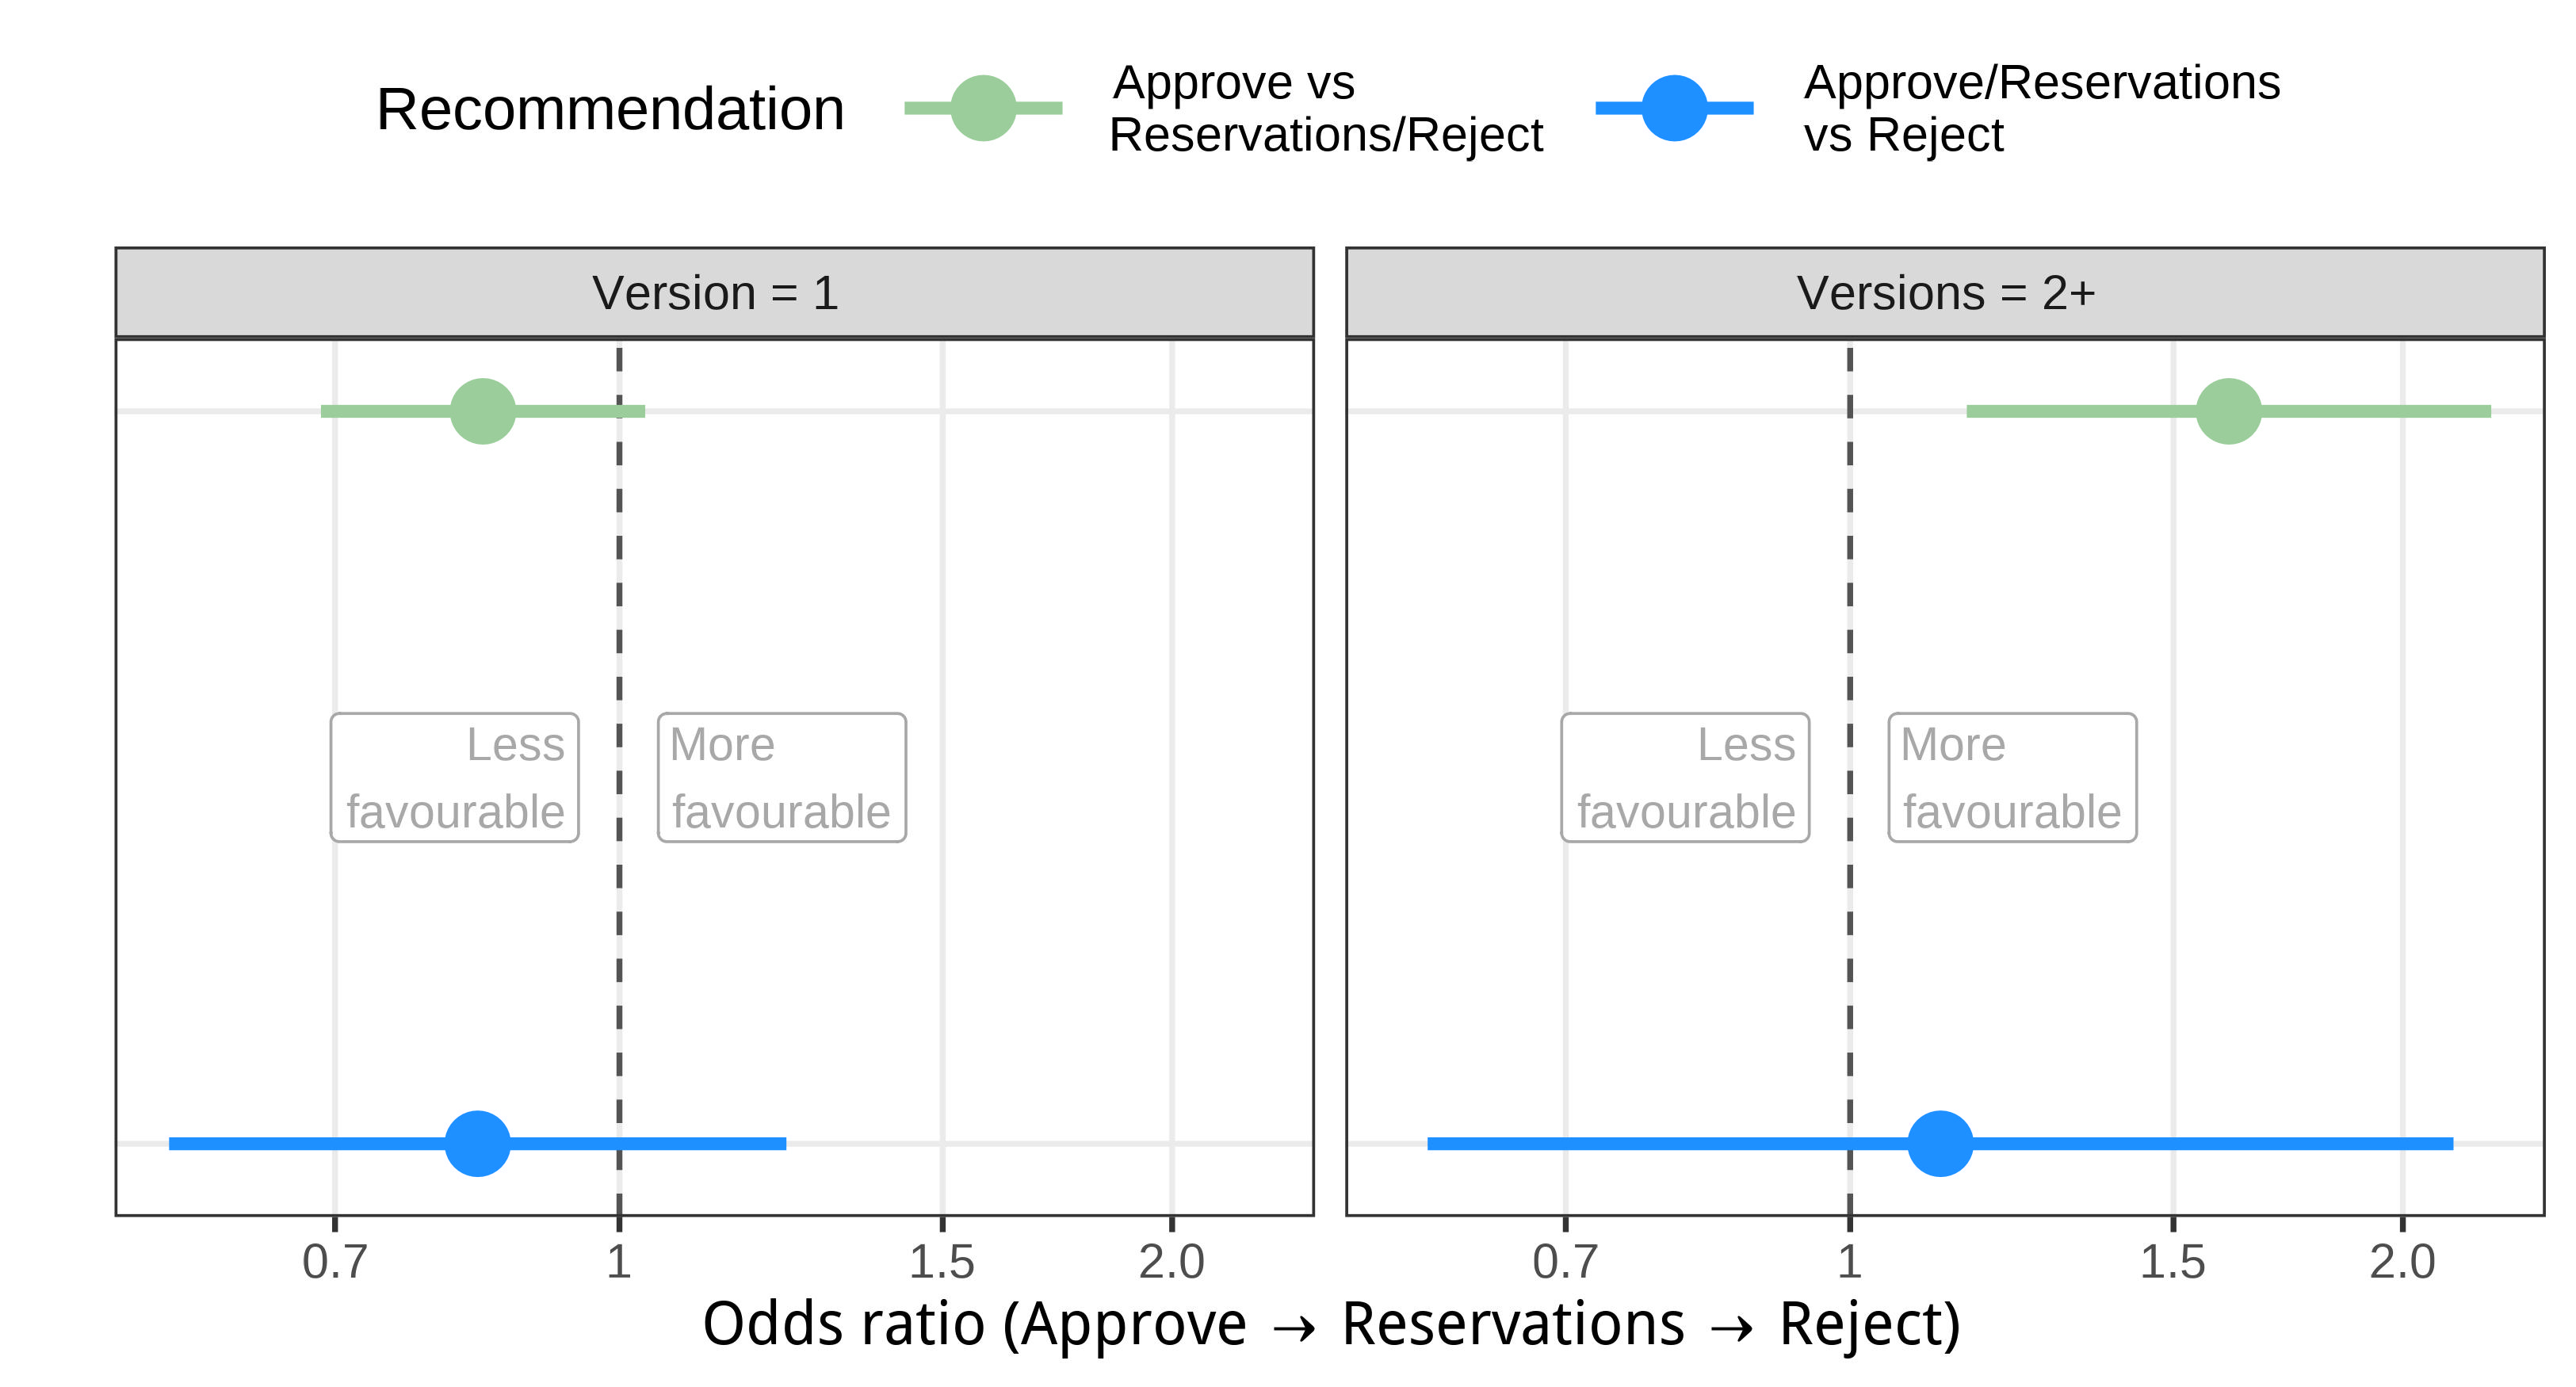 Recommendation
Approve vs
Reservations/Reject
Approve/Reservations
vs Reject
Version = 1
Versions = 2+
Less
favourable
More
favourable
Less
favourable
More
favourable
0.7
1
1.5
2.0
0.7
1
1.5
2.0
Odds ratio (Approve → Reservations → Reject)